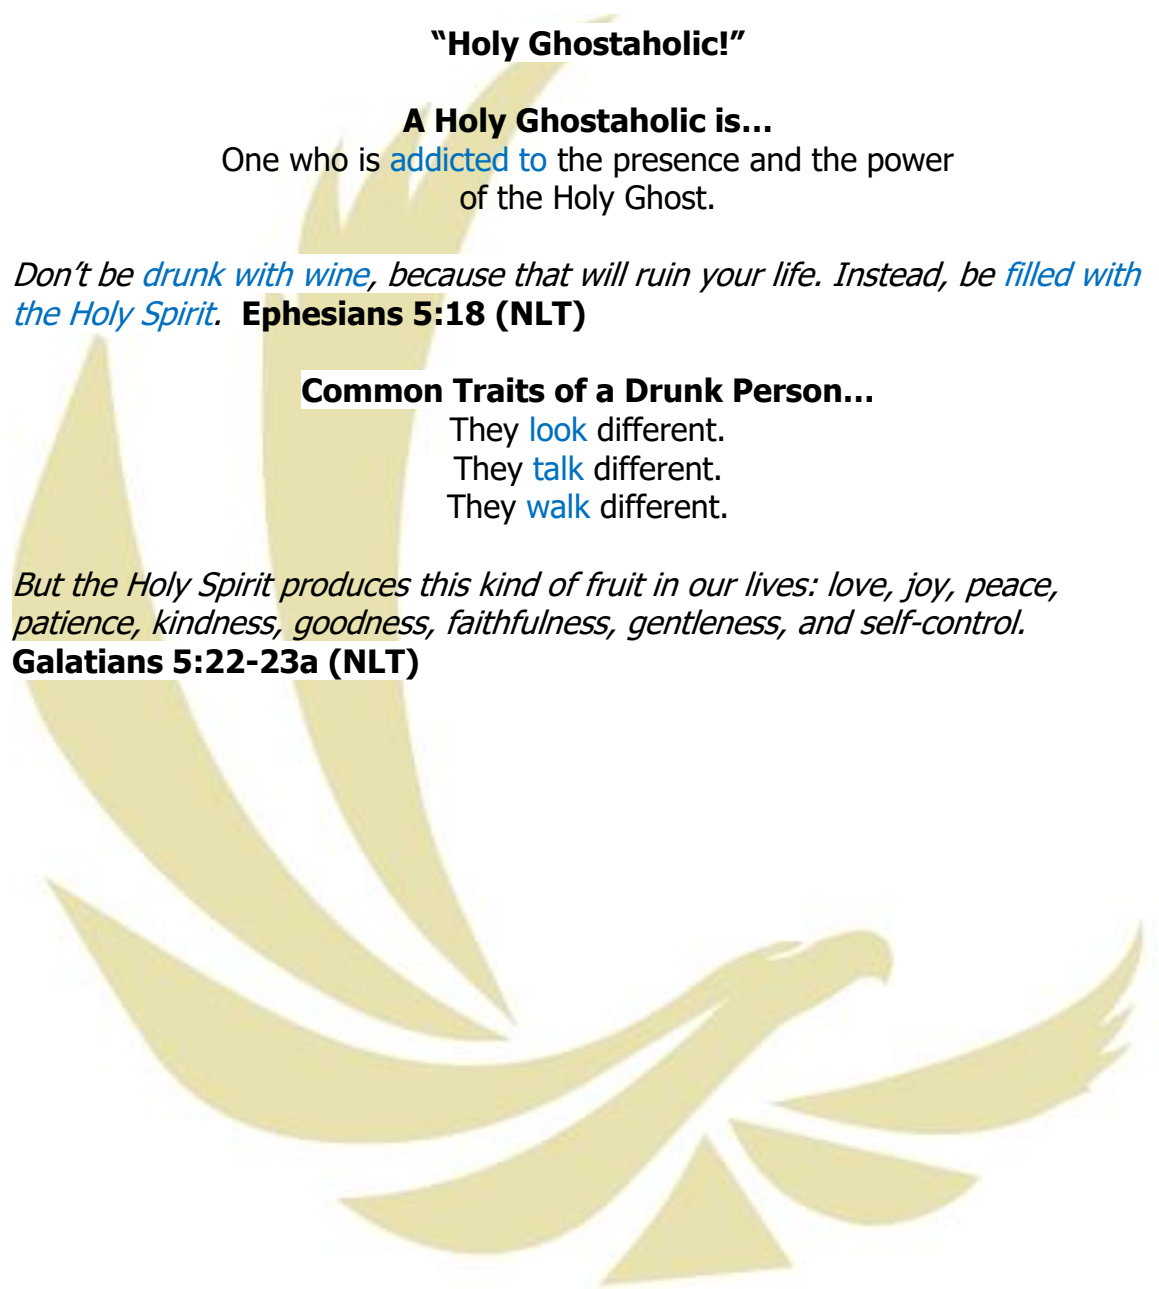 “Holy Ghostaholic!”
A Holy Ghostaholic is…
One who is addicted to the presence and the power
of the Holy Ghost.
Don’t be drunk with wine, because that will ruin your life. Instead, be filled with
the Holy Spirit.  Ephesians 5:18 (NLT)
Common Traits of a Drunk Person…
They look different.
They talk different.
They walk different.
But the Holy Spirit produces this kind of fruit in our lives: love, joy, peace,
patience, kindness, goodness, faithfulness, gentleness, and self-control.
Galatians 5:22-23a (NLT)